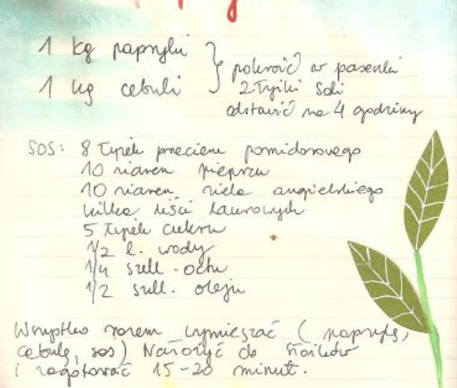 1 kg papryki
1 kg cebuli
pokroić w paseczki
2 łyżki soli
odstawić na 4 godziny
SOS: 8 łyżek przecieru pomidorowego
10 ziaren pieprzu
10 ziaren ziela angielskiego
kilka liści laurowych
5 łyżek cukru
1/2 l. wody
1/4 szkl. octu
1/2 szkl. oleju
Wszystko razem wymieszać (paprykę,
cebulę, sos) Nałożyć do słoików
i zagotować 15-20 minut.